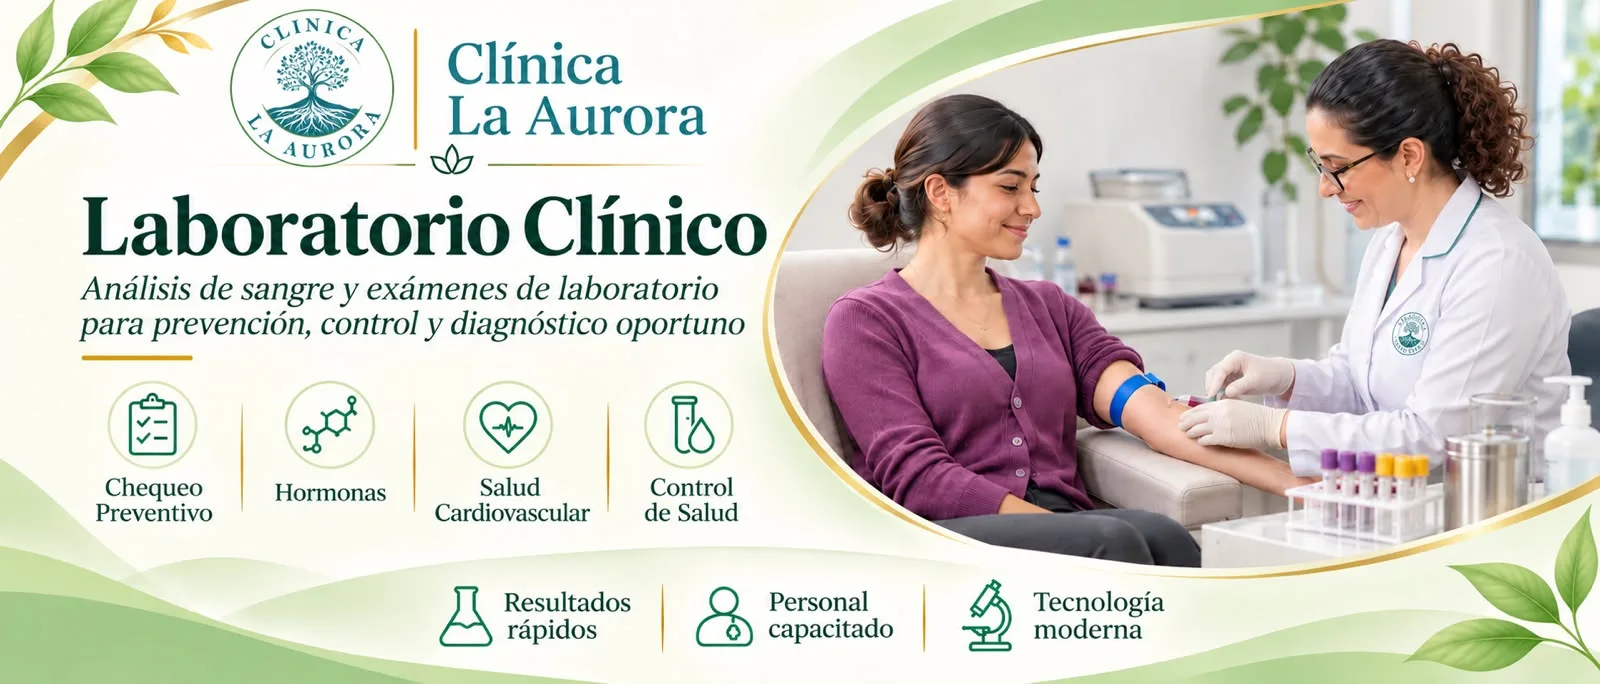 CLINICA
LA AURORA
Clínica
La Aurora
Laboratorio Clínico
Análisis de sangre y exámenes de laboratorio
para prevención, control y diagnóstico oportuno
Chequeo
Preventivo
Hormonas
Salud
Cardiovascular
Control
de Salud
Resultados
rápidos
Personal
capacitado
Tecnología
moderna